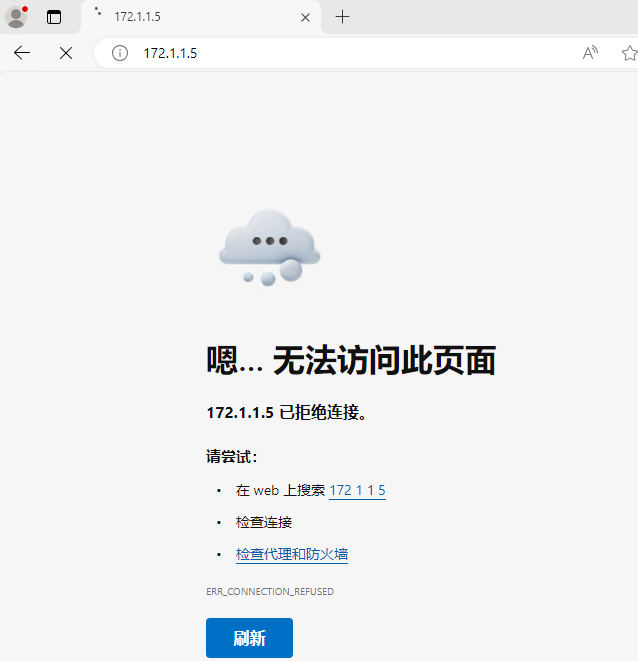 172.1.1.5
172.1.1.5
A
嗯… 无法访问此页面
172.1.1.5 已拒绝连接。
请尝试：
• 在 web 上搜索 172 1 1 5
• 检查连接
• 检查代理和防火墙
ERR_CONNECTION_REFUSED
刷新